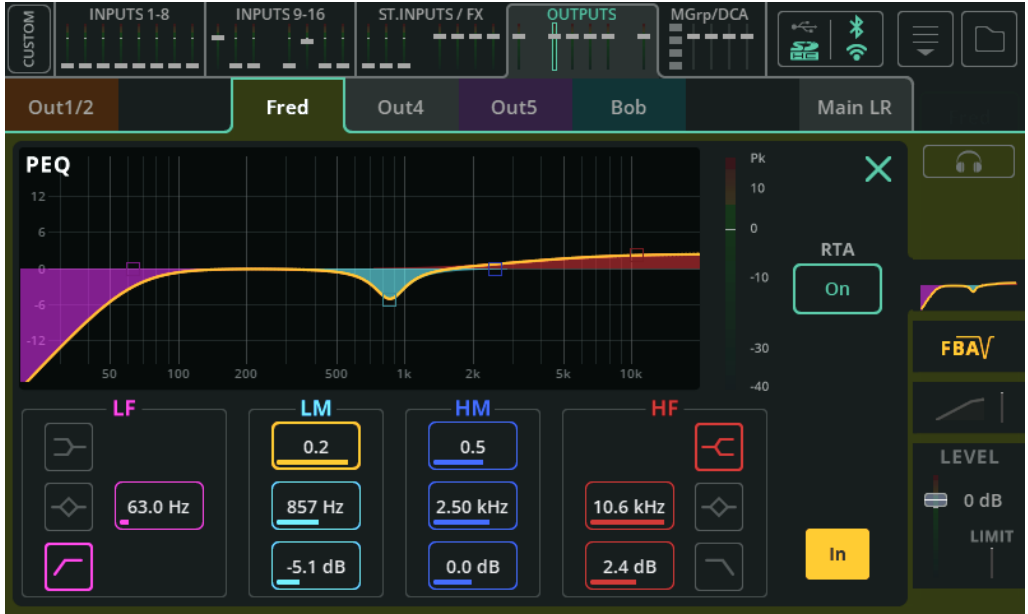 CUSTOM
INPUTS 1-8
INPUTS 9-16
ST.INPUTS / FX
OUTPUTS
MGrp/DCA
SD
HC
Out1/2
Fred
Out4
Out5
Bob
Main LR
PEQ
12
6
0
-6
-12
50 100 200 500 1k 2k 5k 10k
Pk
10
0
-10
-30
-40
RTA
On
FBA
LF
LM
HM
HF
0.2
0.5
63.0 Hz
857 Hz
2.50 kHz
10.6 kHz
-5.1 dB
0.0 dB
2.4 dB
In
LEVEL
0 dB
LIMIT